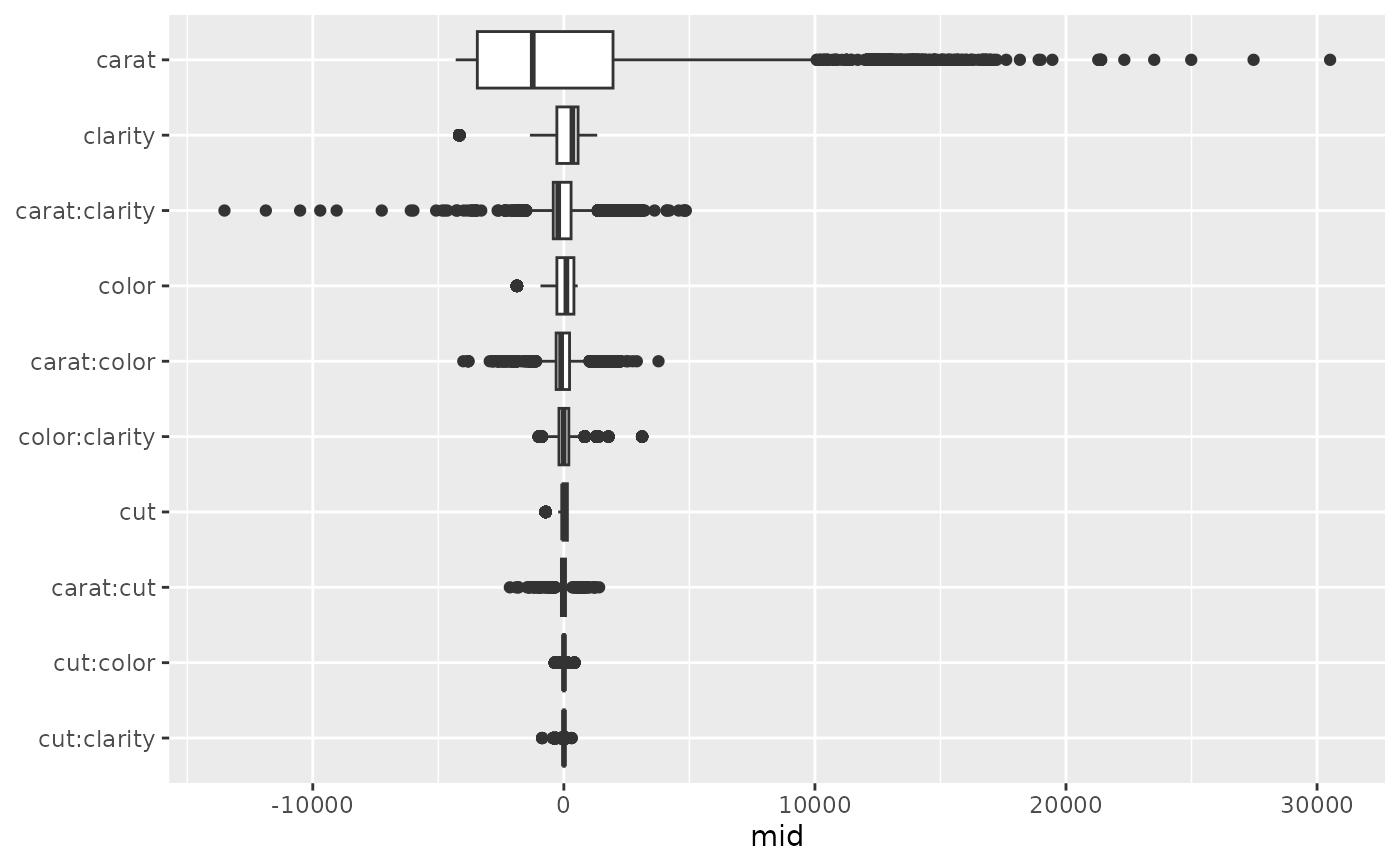 carat
clarity
carat:clarity
color
carat:color
color:clarity
cut
carat:cut
cut:color
cut:clarity
-10000 0 10000 20000 30000
mid